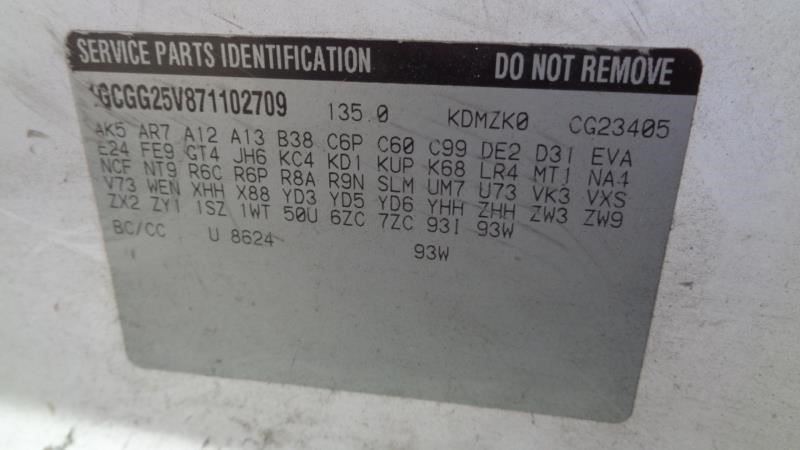 SERVICE PARTS IDENTIFICATION DO NOT REMOVE
1GCGG25V871102709 135.0 KDMZK0 CG23405
AK5 AR7 A12 A13 B38 C6P C60 C99 DE2 D31 EVA
E24 FE9 GT4 JH6 KC4 KD1 KUP K68 LR4 MT1 NA4
NCF NT9 R6C R6P R8A R9N SLM UM7 U73 VK3 VXS
V73 WEN XHH X88 YD3 YD5 YD6 YHH ZHH ZW3 ZW9
ZX2 ZY1 1SZ 1WT 50U 6ZC 7ZC 93I 93W
BC/CC U 8624 93W